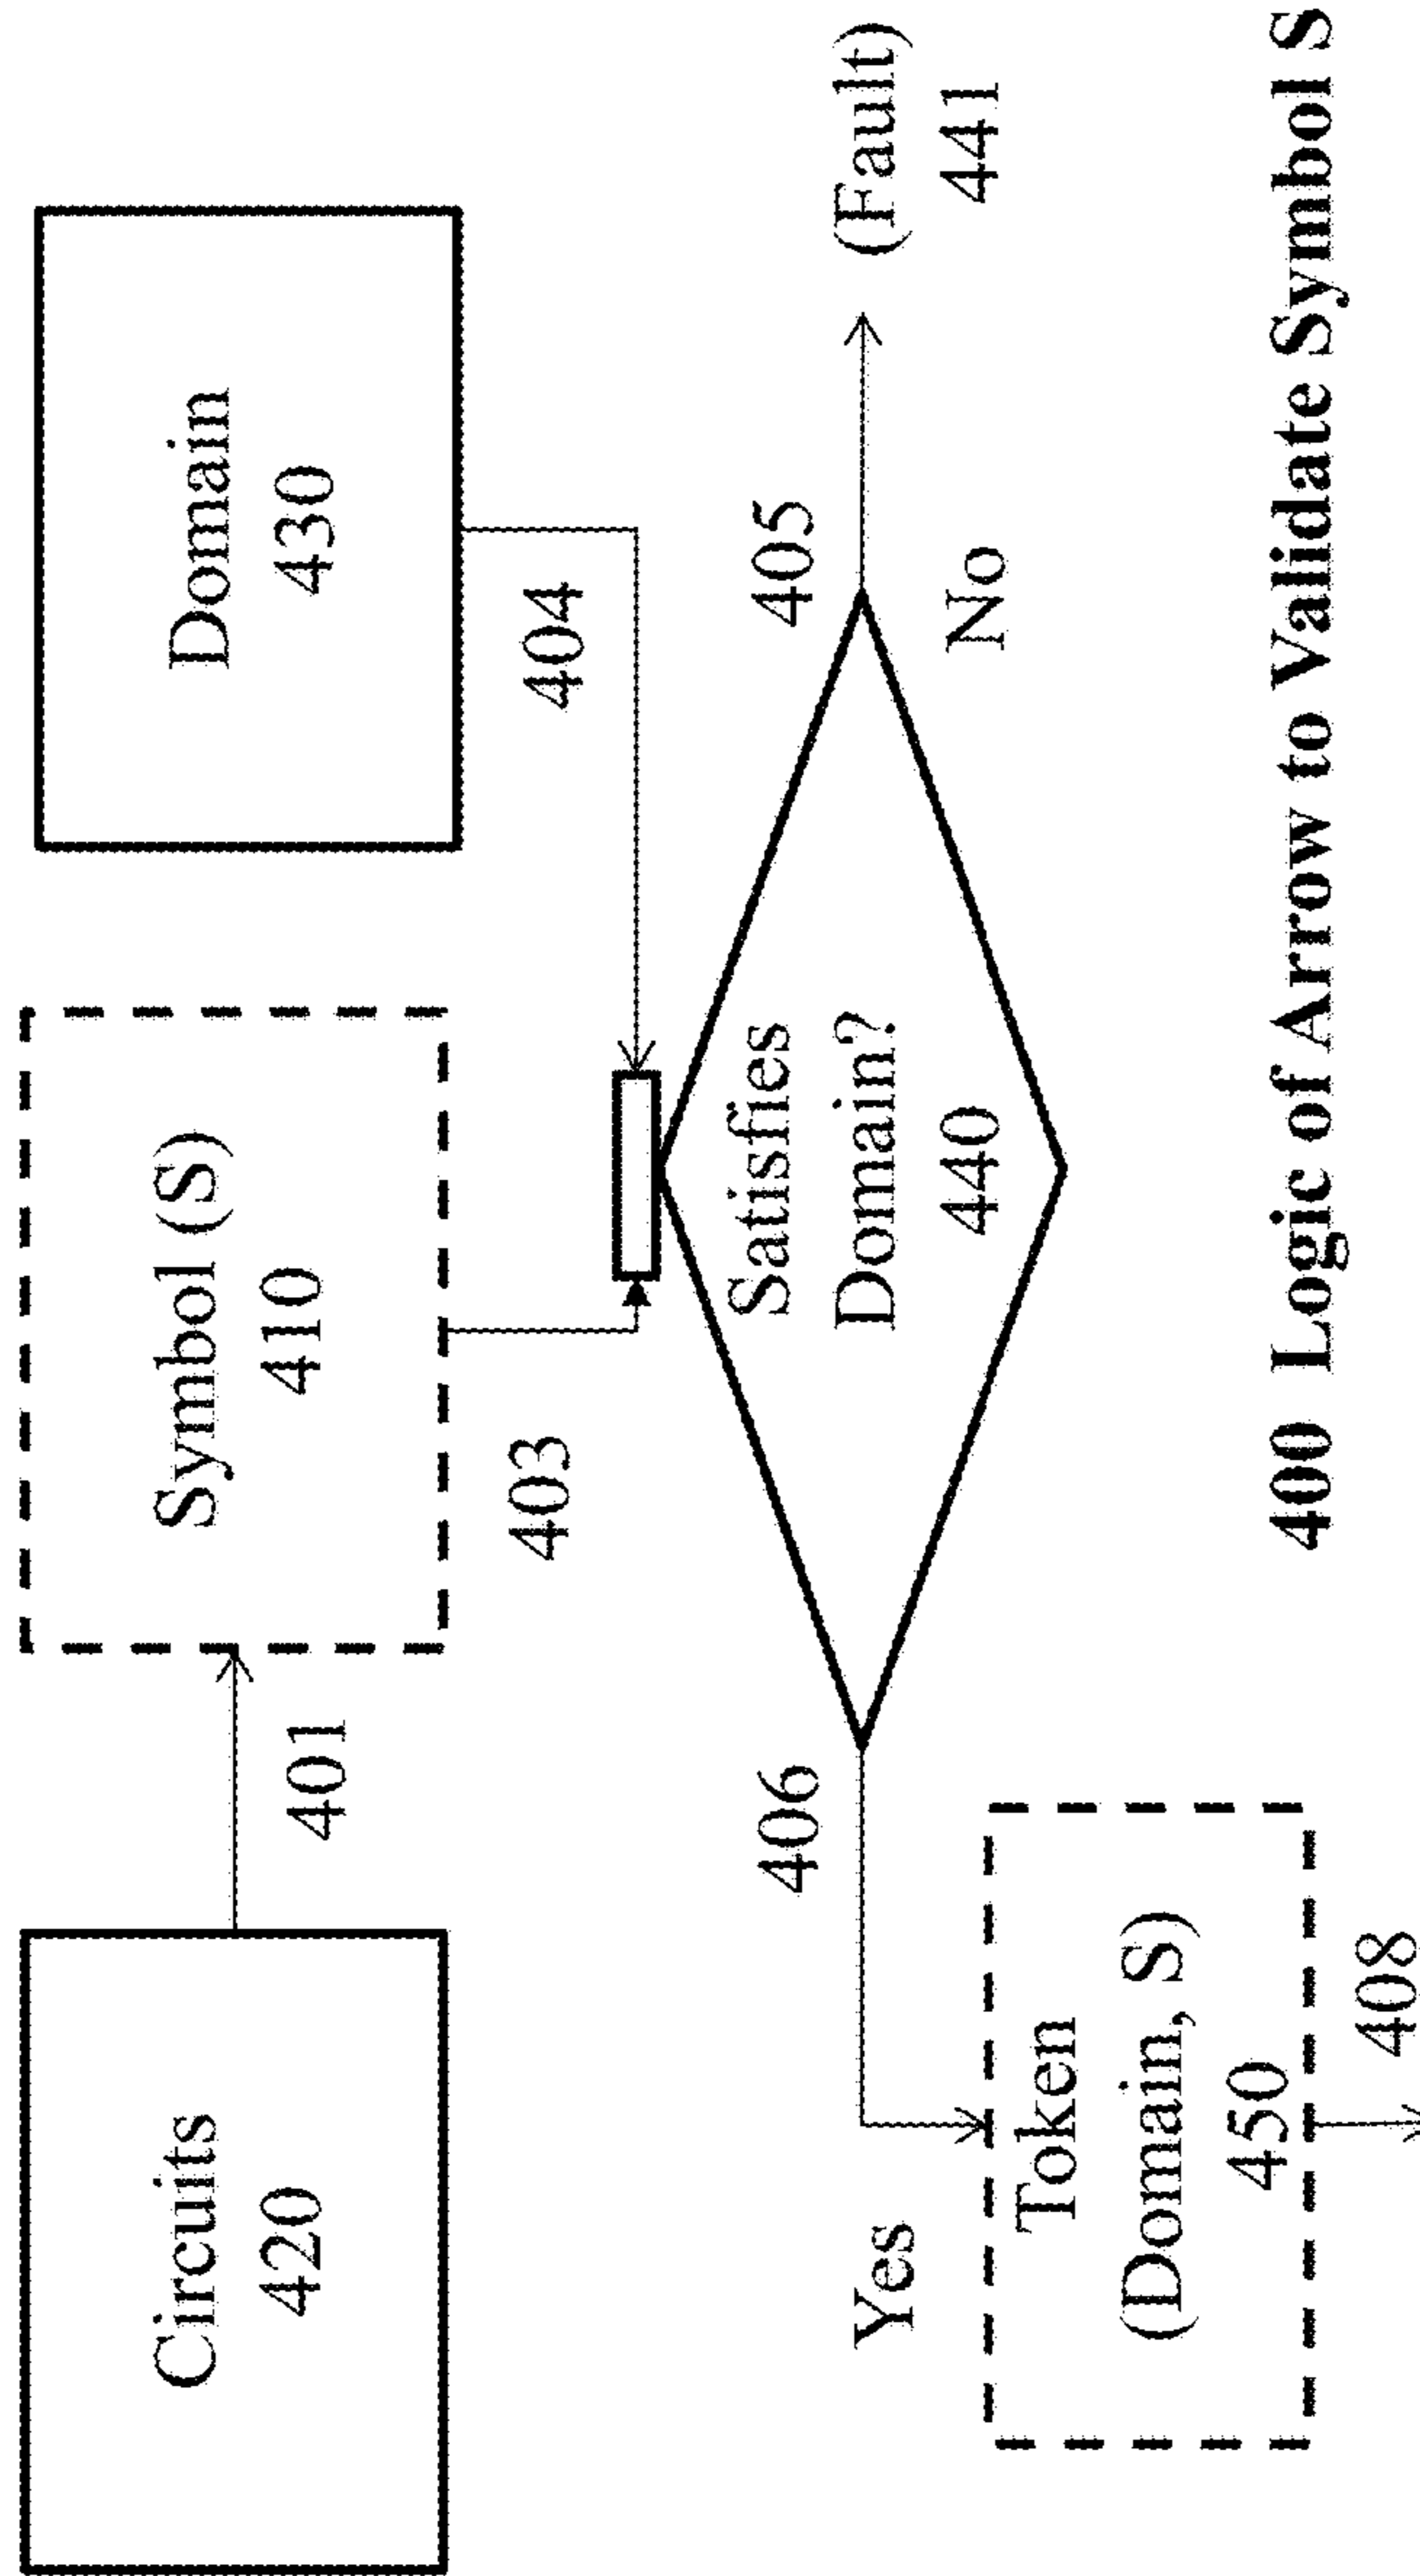 Circuits
420
401
Symbol (S)
410
Domain
430
403
404
Satisfies
Domain?
440
406
Yes
405
No
(Fault)
441
Token
(Domain, S)
450
408
400 Logic of Arrow to Validate Symbol S